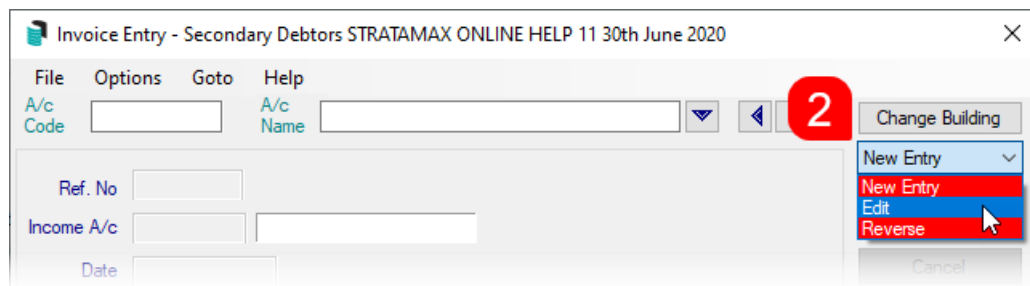 Invoice Entry - Secondary Debtors STRATAMAX ONLINE HELP 11 30th June 2020
File Options Goto Help
A/c Code
A/c Name
2
Change Building
New Entry
New Entry
Edit
Reverse
Ref. No
Income A/c
Date
Cancel